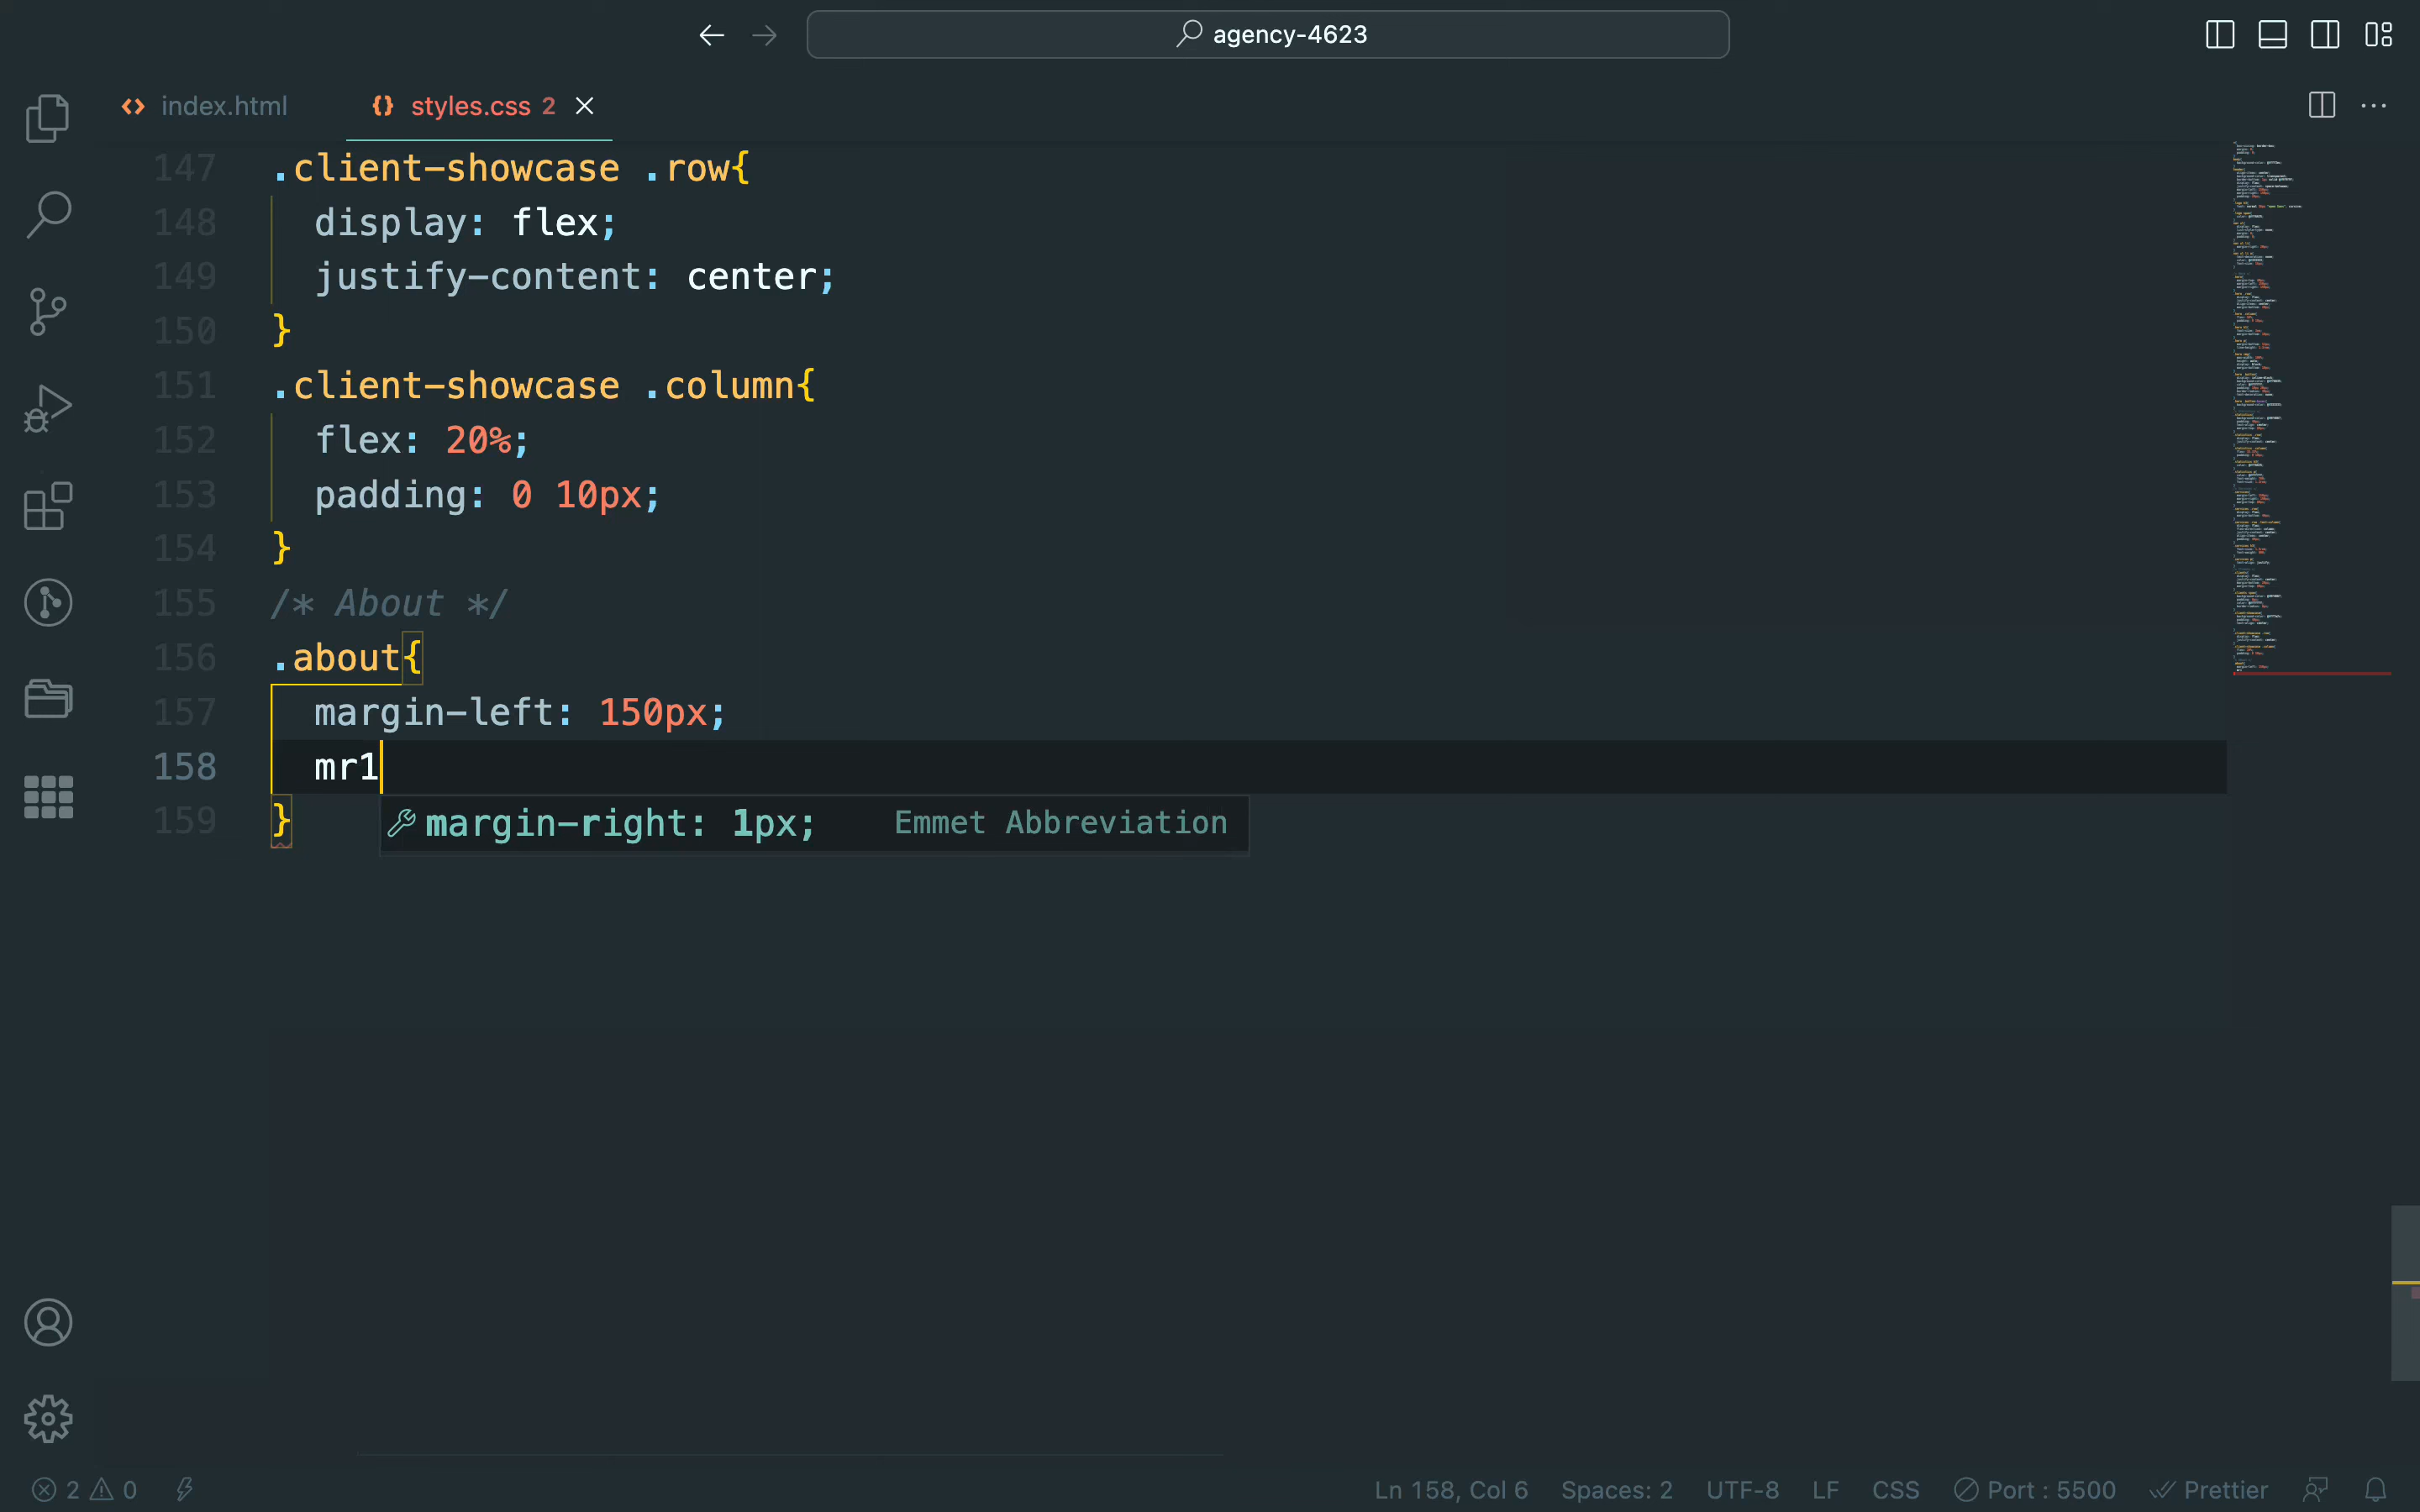 agency-4623
index.html
styles.css 2
147 .client-showcase .row{
148 display: flex;
149 justify-content: center;
150 }
151 .client-showcase .column{
152 flex: 20%;
153 padding: 0 10px;
154 }
155 /* About */
156 .about{
157 margin-left: 150px;
158 mr1
159 }
margin-right: 1px; Emmet Abbreviation
2 0 Ln 158, Col 6 Spaces: 2 UTF-8 LF CSS Port : 5500 Prettier